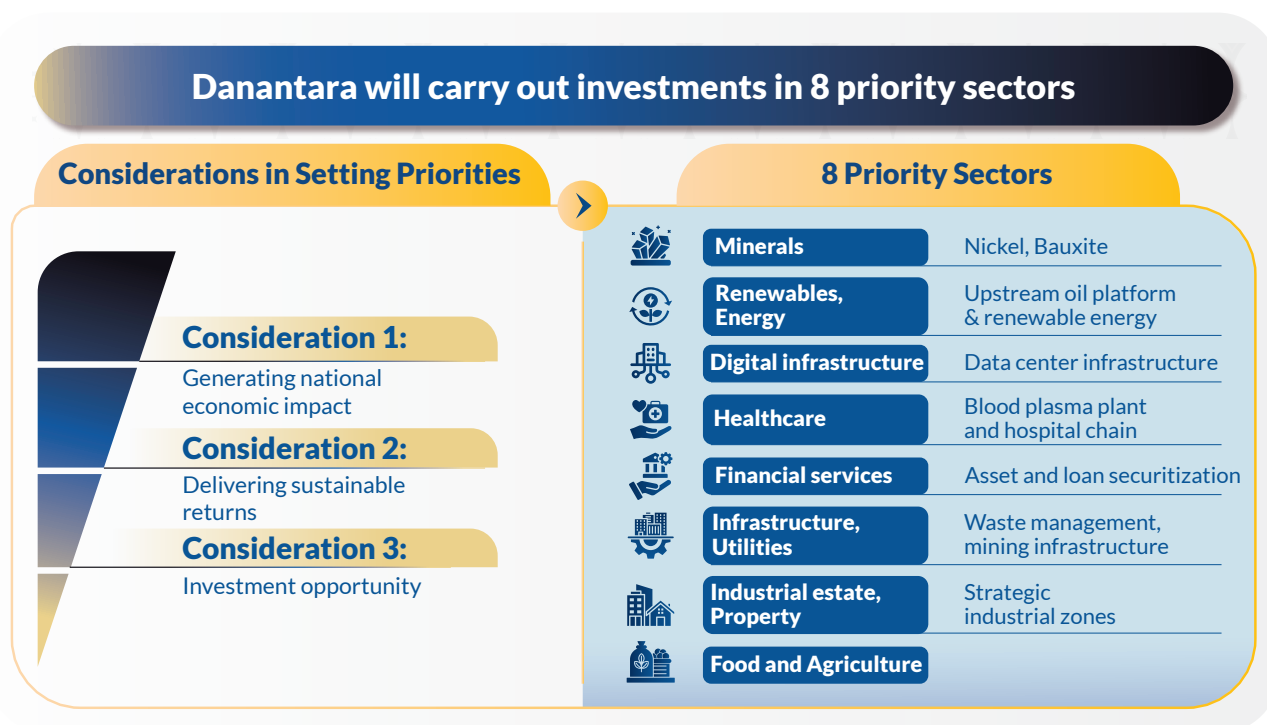 Danantara will carry out investments in 8 priority sectors
Considerations in Setting Priorities
Consideration 1:
Generating national
economic impact
Consideration 2:
Delivering sustainable
returns
Consideration 3:
Investment opportunity
8 Priority Sectors
Minerals
Nickel, Bauxite
Renewables,
Energy
Upstream oil platform
& renewable energy
Digital infrastructure
Data center infrastructure
Healthcare
Blood plasma plant
and hospital chain
Financial services
Asset and loan securitization
Infrastructure,
Utilities
Waste management,
mining infrastructure
Industrial estate,
Property
Strategic
industrial zones
Food and Agriculture